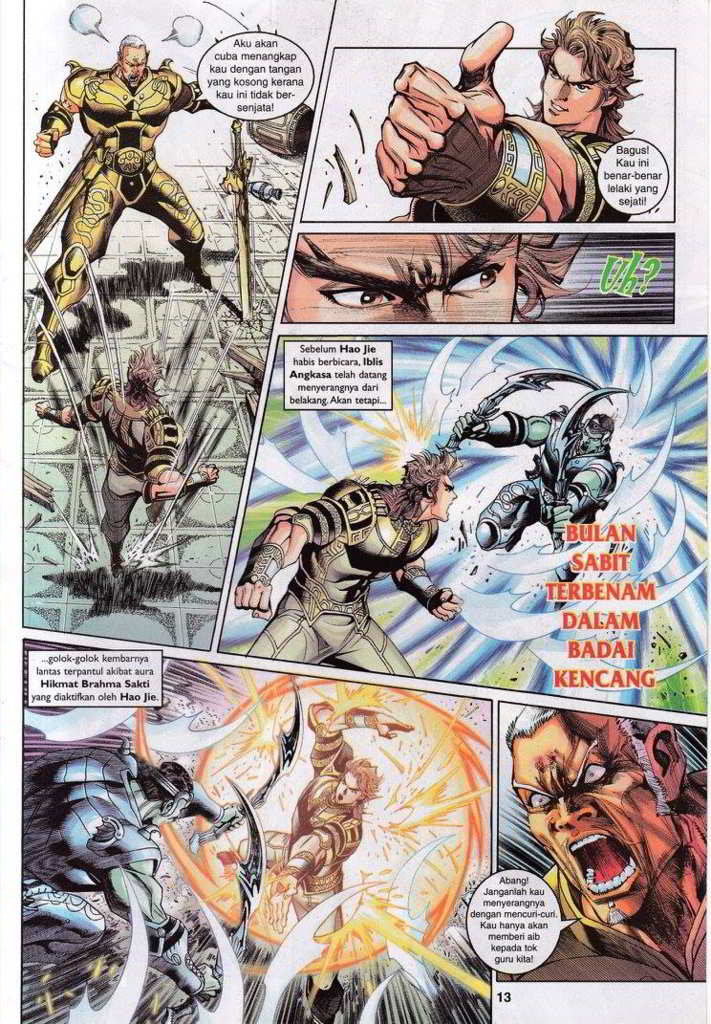 Aku akan
cuba menangkap
kau dengan tangan
yang kosong kerana
kau ini tidak ber-
senjata!
Bagus!
Kau ini
benar-benar
lelaki yang
sejati!
Uh?
Sebelum Hao Jie
habis berbicara, Iblis
Angkasa telah datang
menyerangnya dari
belakang. Akan tetapi...
BULAN
SABIT
TERBENAM
DALAM
BADAI
KENCANG
...golok-golok kembarnya
telah terpantul akibat aura
Hikmat Brahma Sakti
yang diaktifkan oleh Hao Jie.
Abang!
Janganlah kau
menyerangnya
dengan mencuri-curi.
Kau hanya akan
memberi aib
kepada tok
guru kita!
13